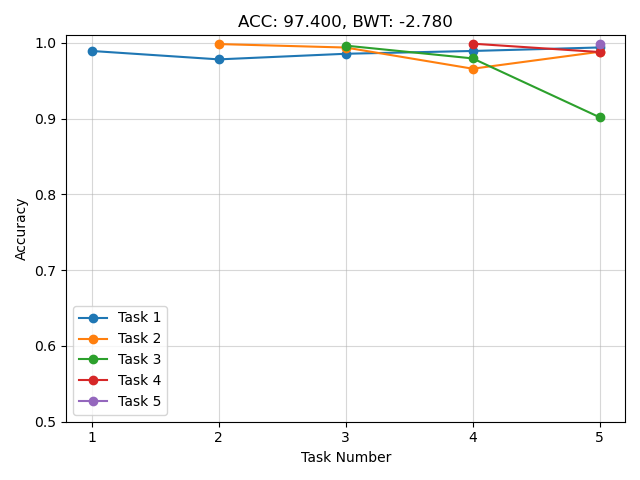 ACC: 97.400, BWT: -2.780
1.0
0.9
0.8
0.7
0.6
0.5
Accuracy
Task 1
Task 2
Task 3
Task 4
Task 5
1 2 3 4 5
Task Number